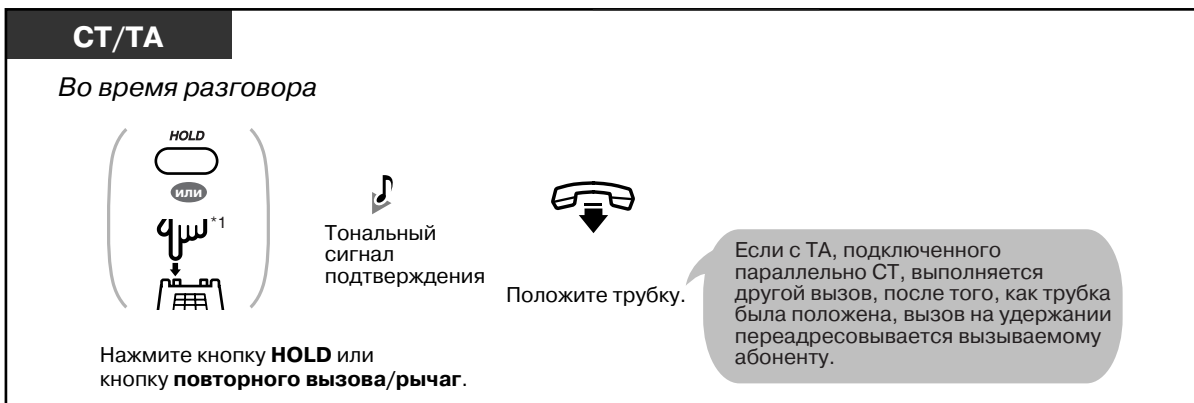 СТ/ТА
Во время разговора
HOLD
или
*1
Тональный
сигнал
подтверждения
Положите трубку.
Если с ТА, подключенного
параллельно СТ, выполняется
другой вызов, после того, как трубка
была положена, вызов на удержании
переадресовывается вызываемому
абоненту.
Нажмите кнопку HOLD или
кнопку повторного вызова/рычаг.